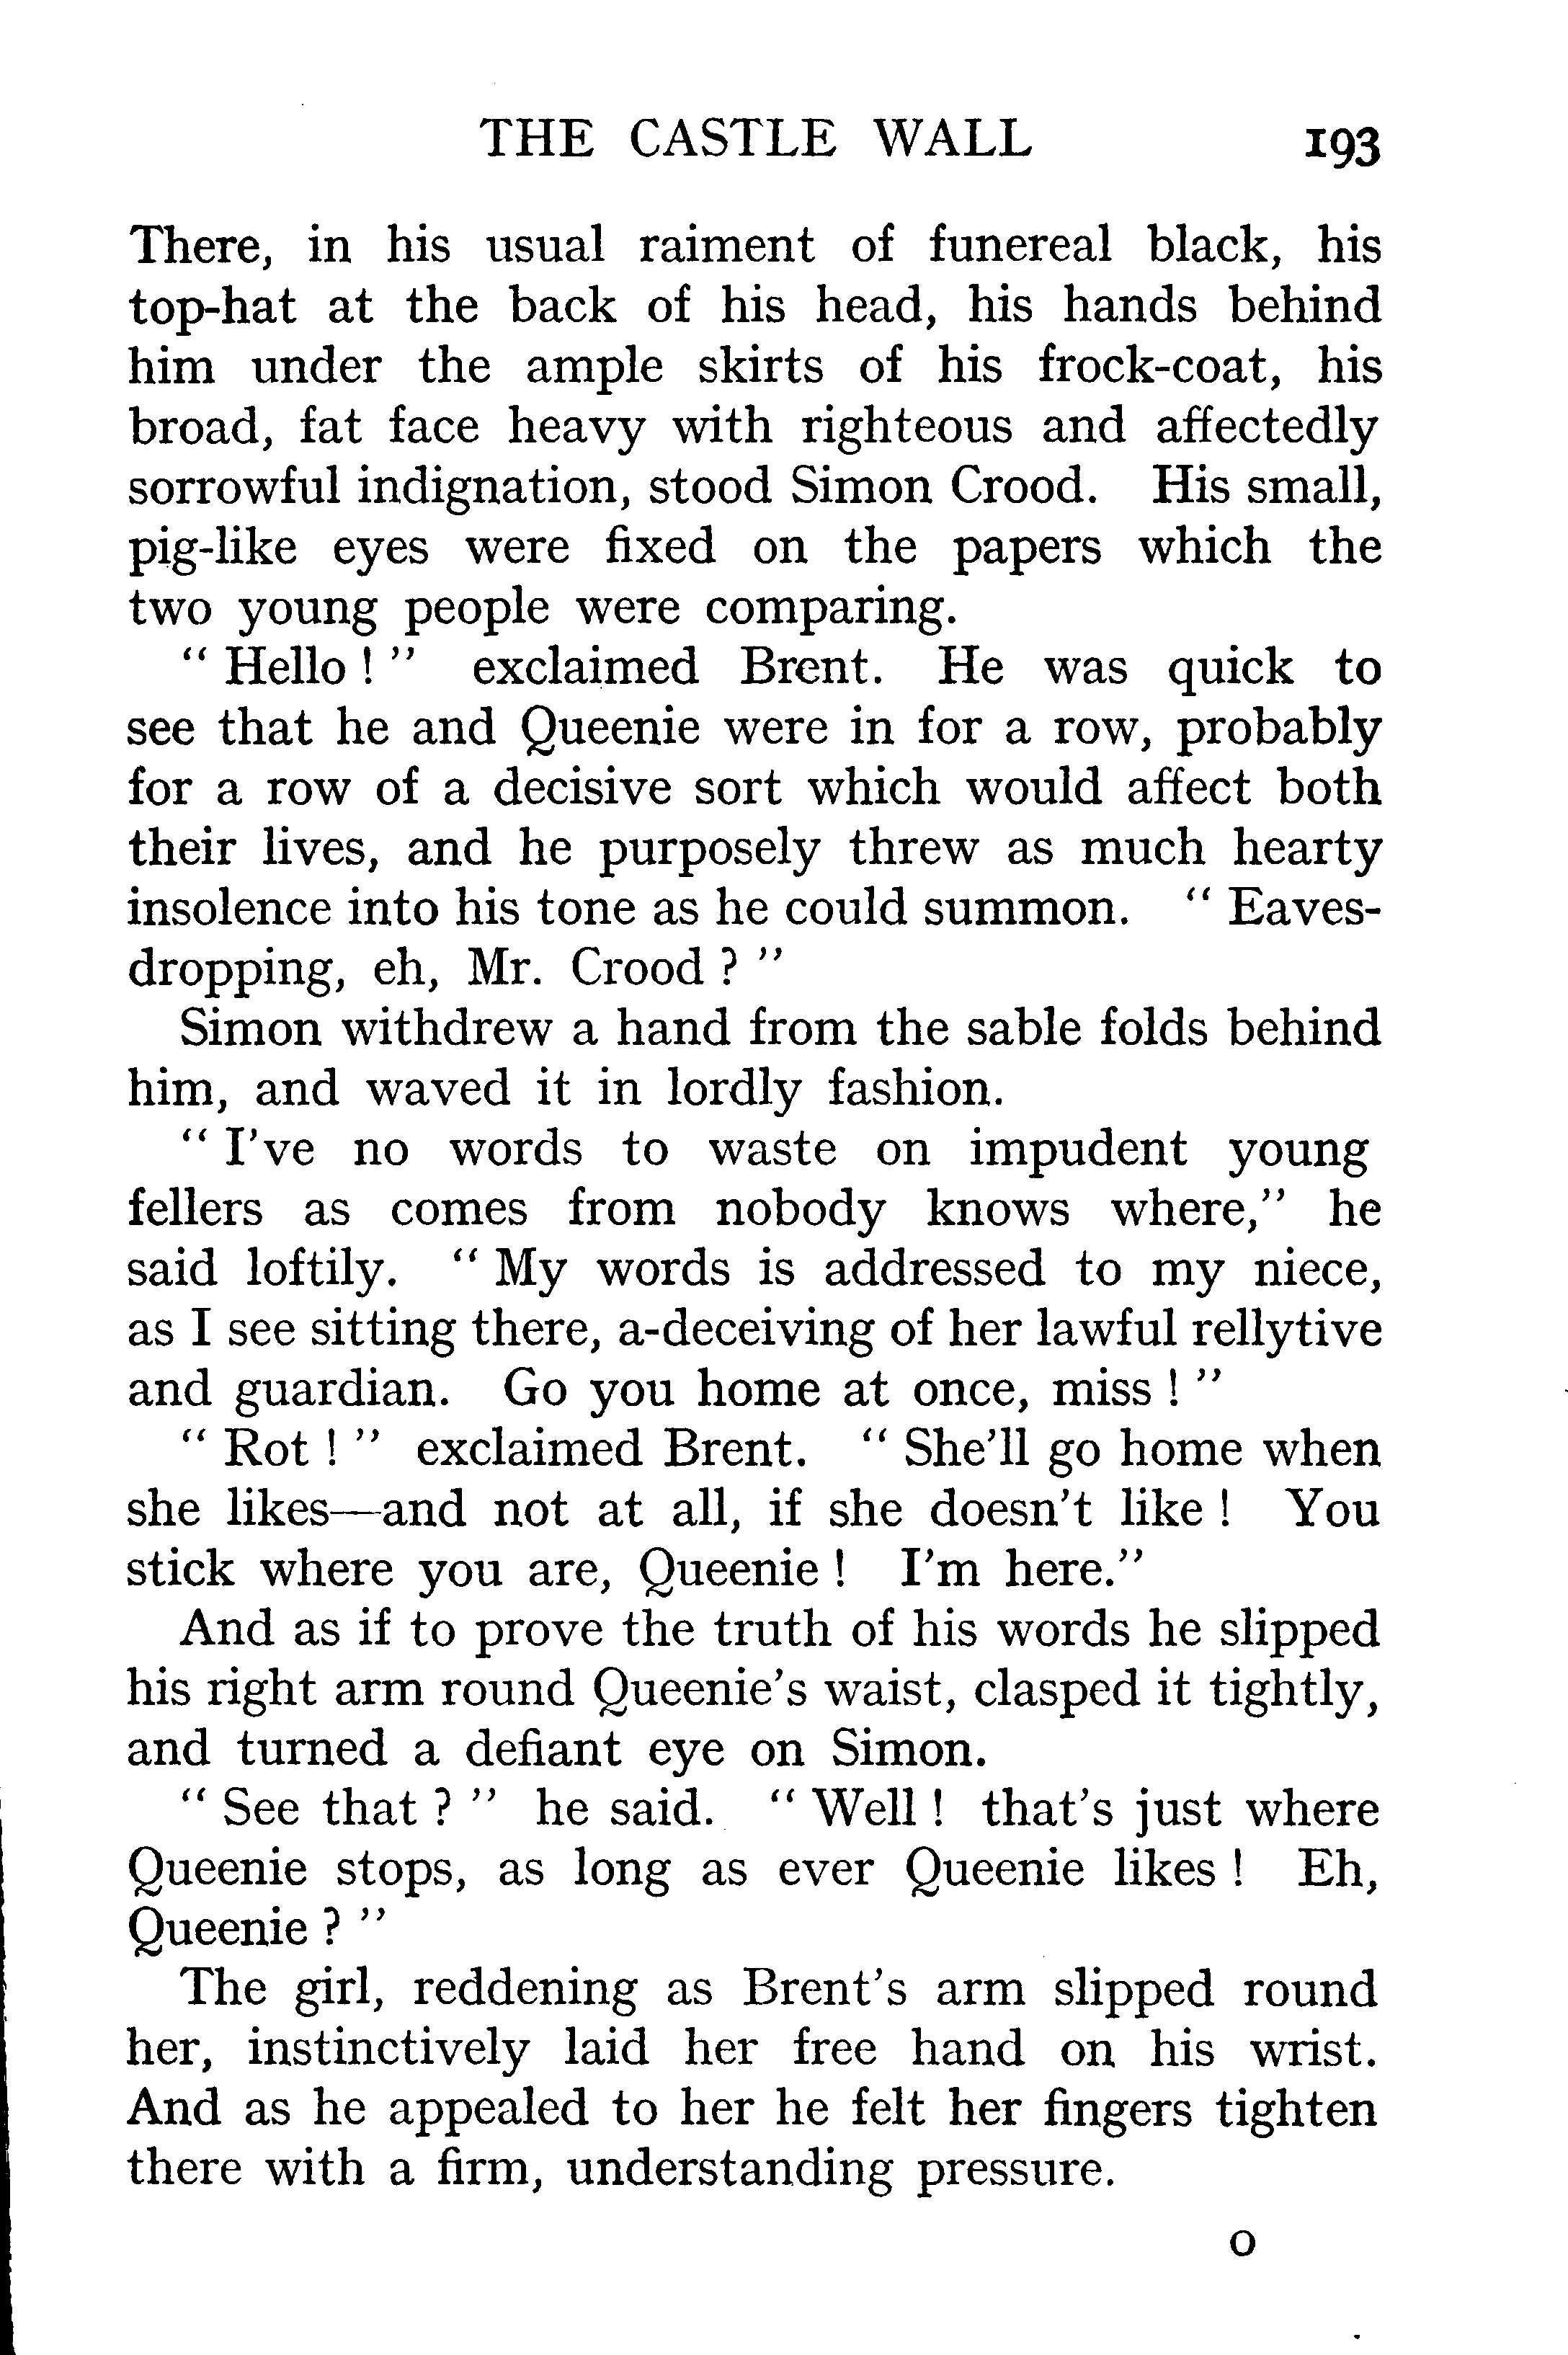 THE CASTLE WALL 193
There, in his usual raiment of funereal black, his
top-hat at the back of his head, his hands behind
him under the ample skirts of his frock-coat, his
broad, fat face heavy with righteous and affectedly
sorrowful indignation, stood Simon Crood. His small,
pig-like eyes were fixed on the papers which the
two young people were comparing.
“ Hello ! ” exclaimed Brent. He was quick to
see that he and Queenie were in for a row, probably
for a row of a decisive sort which would affect both
their lives, and he purposely threw as much hearty
insolence into his tone as he could summon. “ Eaves-
dropping, eh, Mr. Crood ? ”
Simon withdrew a hand from the sable folds behind
him, and waved it in lordly fashion.
“ I've no words to waste on impudent young
fellers as comes from nobody knows where,” he
said loftily. “ My words is addressed to my niece,
as I see sitting there, a-deceiving of her lawful rellytive
and guardian. Go you home at once, miss ! ”
“ Rot ! ” exclaimed Brent. “ She'll go home when
she likes—and not at all, if she doesn't like ! You
stick where you are, Queenie ! I'm here.”
And as if to prove the truth of his words he slipped
his right arm round Queenie's waist, clasped it tightly,
and turned a defiant eye on Simon.
“ See that ? ” he said. “ Well ! that's just where
Queenie stops, as long as ever Queenie likes ! Eh,
Queenie ? ”
The girl, reddening as Brent's arm slipped round
her, instinctively laid her free hand on his wrist.
And as he appealed to her he felt her fingers tighten
there with a firm, understanding pressure.
O